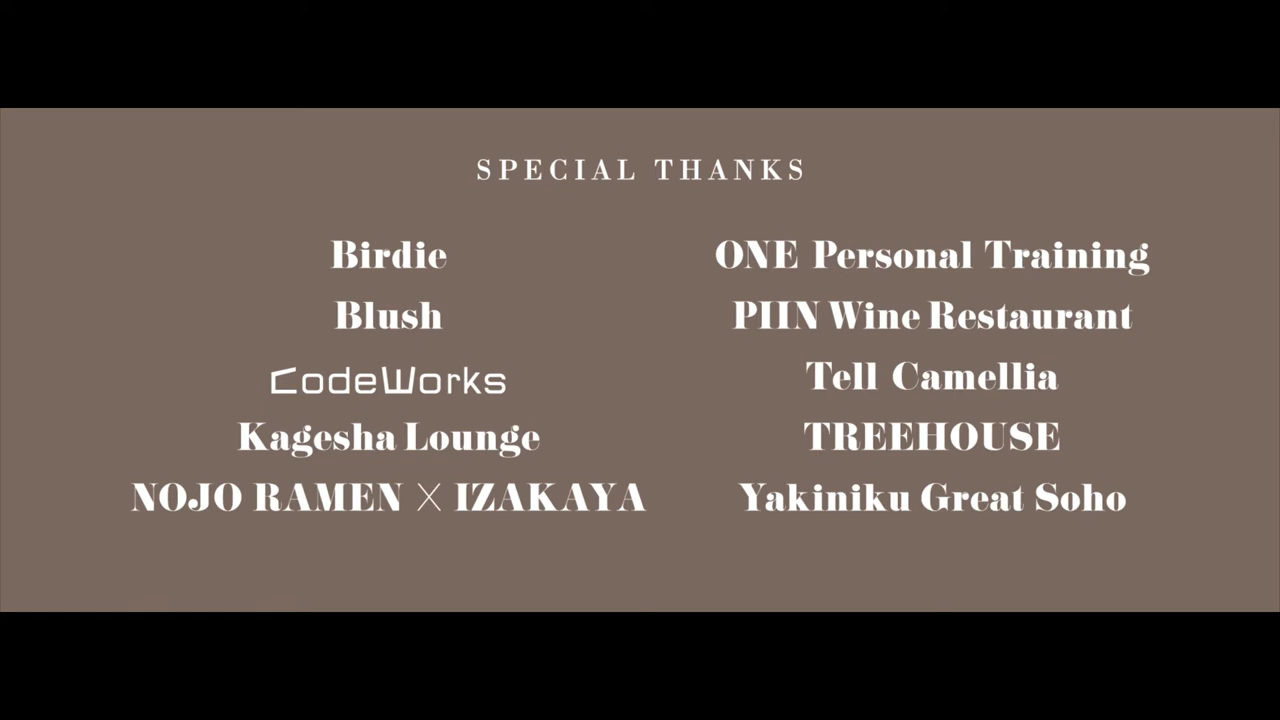 SPECIAL THANKS
Birdie
Blush
CodeWorks
Kagesha Lounge
NOJO RAMEN × IZAKAYA
ONE Personal Training
PIIN Wine Restaurant
Tell Camellia
TREEHOUSE
Yakiniku Great Soho